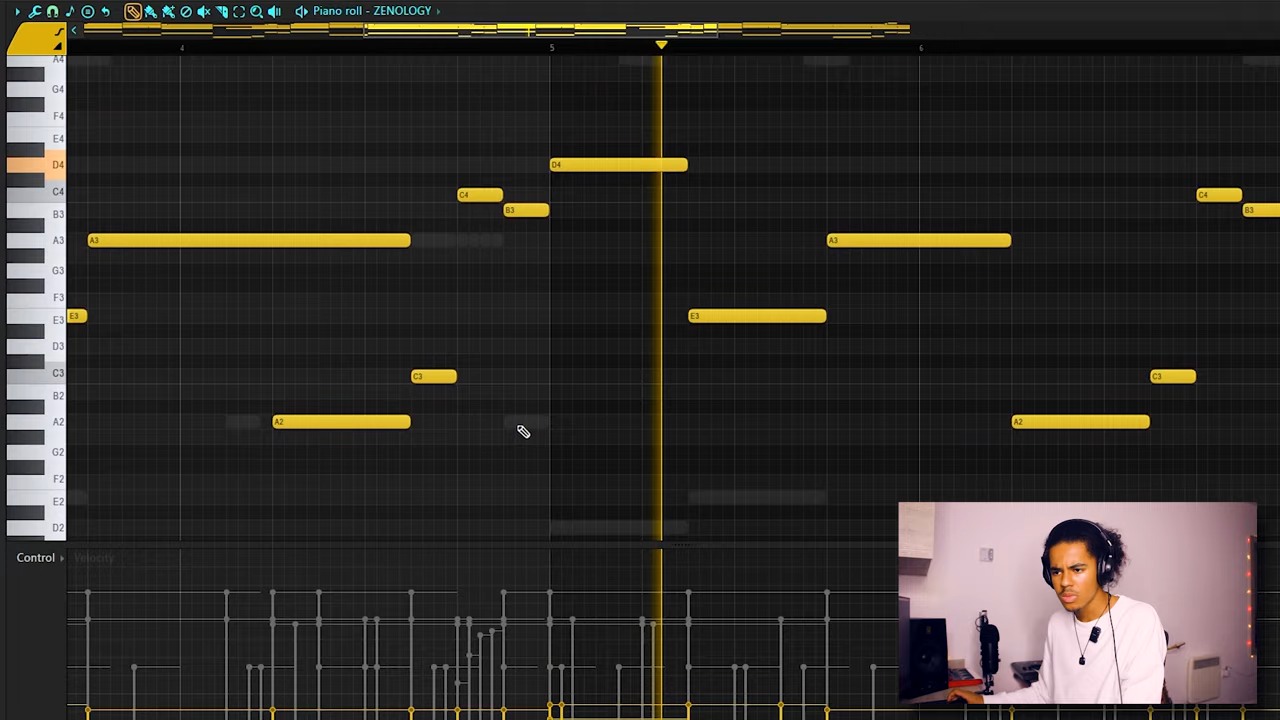 Piano roll - ZENOLOGY
4 5 6
A4
G4
F4
E4
D4 D4
C4 C4 C4
B3 B3 B3
A3 A3 A3
G3
F3
E3 E3 E3
D3
C3 C3 C3
B2
A2 A2 A2
G2
F2
E2
D2
Control Velocity